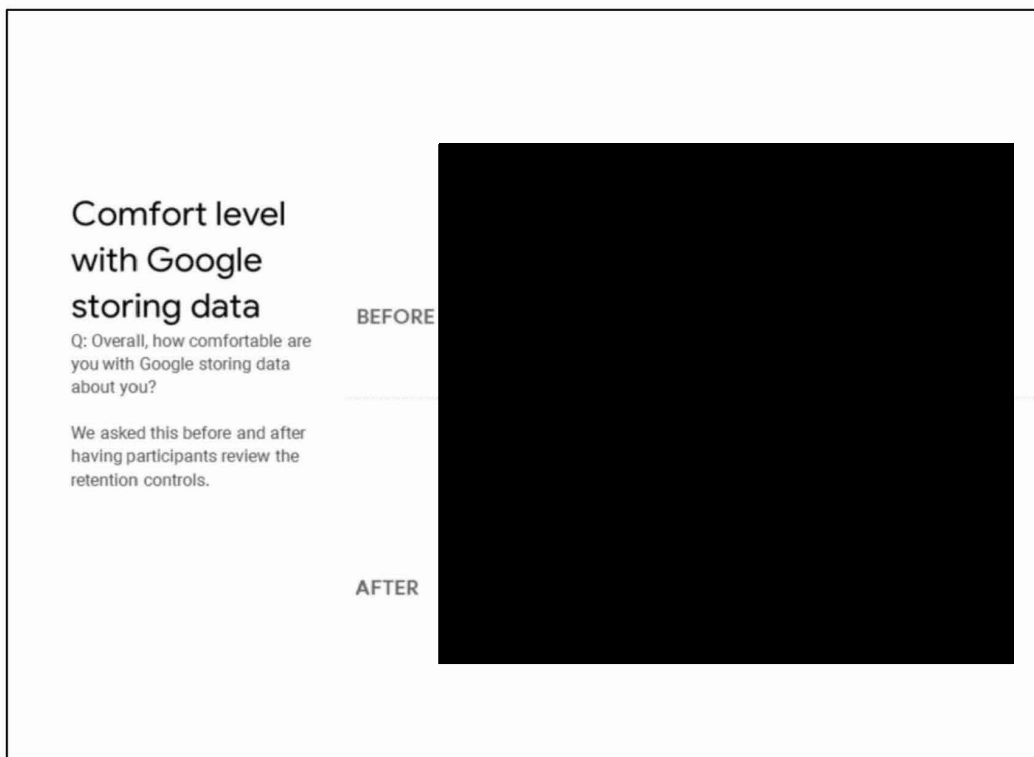 Comfort level
with Google
storing data
Q: Overall, how comfortable are
you with Google storing data
about you?
We asked this before and after
having participants review the
retention controls.
BEFORE
AFTER